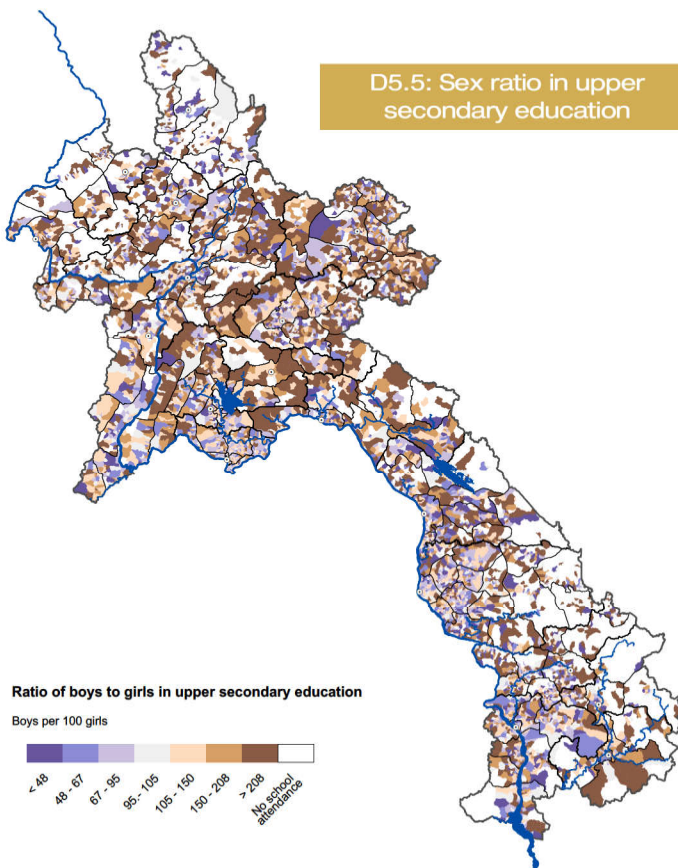 D5.5: Sex ratio in upper
secondary education
Ratio of boys to girls in upper secondary education
Boys per 100 girls
< 48
48 - 67
67 - 95
95 - 105
105 - 150
150 - 208
> 208
No school
attendance